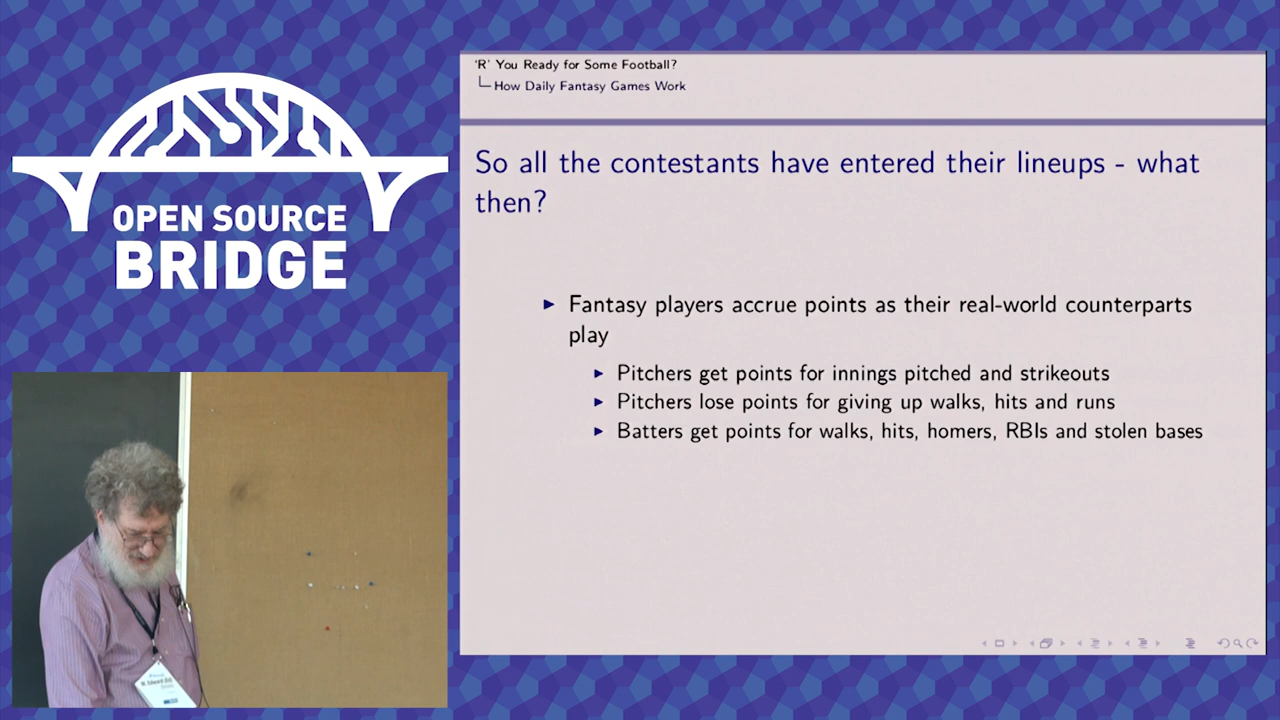 OPEN SOURCE
BRIDGE
'R' You Ready for Some Football?
How Daily Fantasy Games Work
So all the contestants have entered their lineups - what
then?
Fantasy players accrue points as their real-world counterparts
play
Pitchers get points for innings pitched and strikeouts
Pitchers lose points for giving up walks, hits and runs
Batters get points for walks, hits, homers, RBIs and stolen bases
M. Edward (Ed)